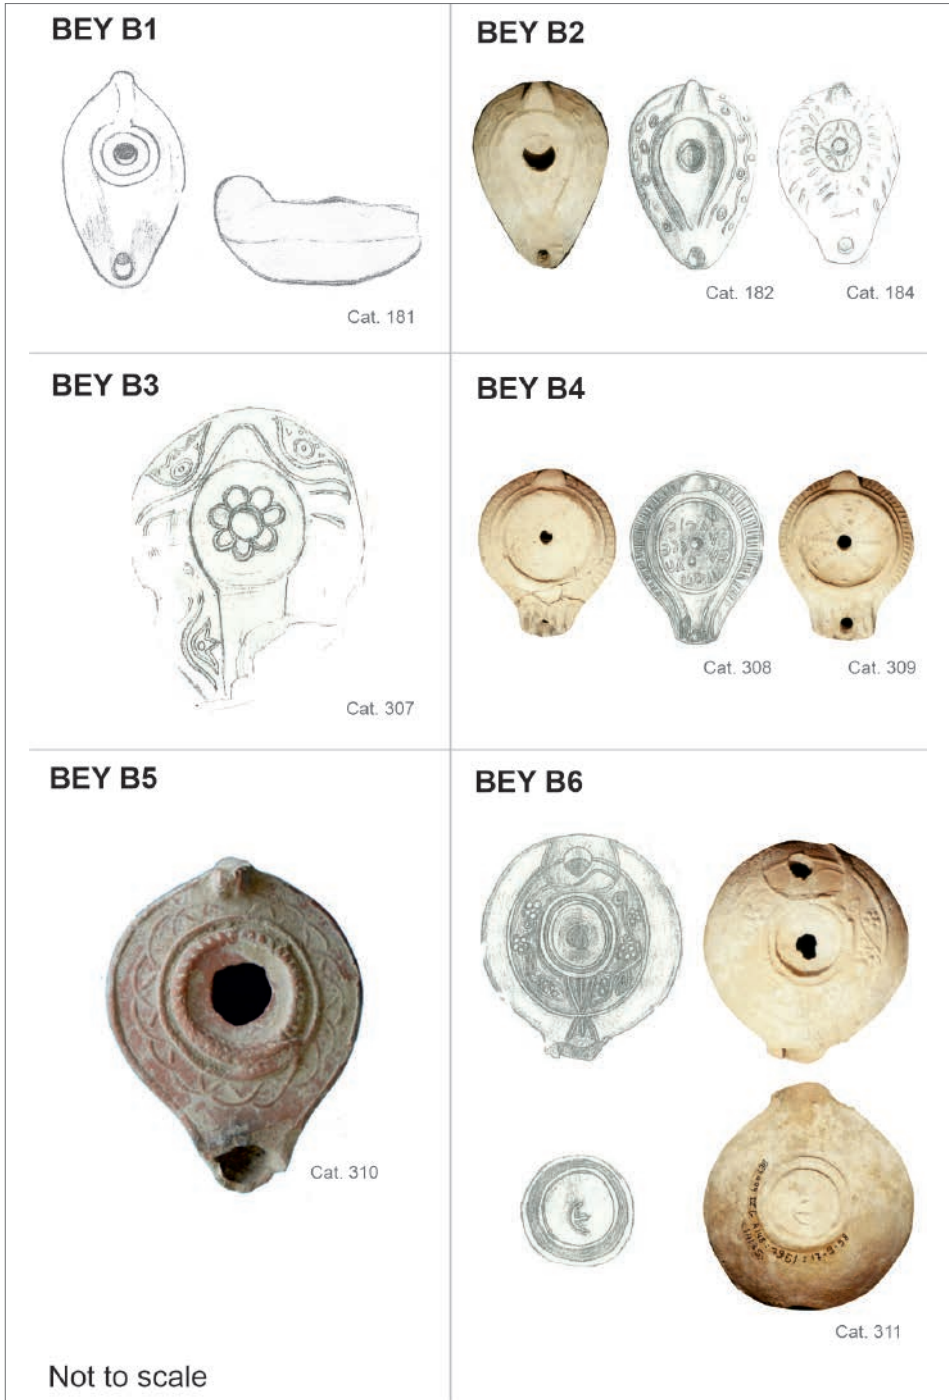 BEY B1
BEY B2
Cat. 181
Cat. 182
Cat. 184
BEY B3
BEY B4
Cat. 307
Cat. 308
Cat. 309
BEY B5
BEY B6
Cat. 310
Cat. 311
Not to scale